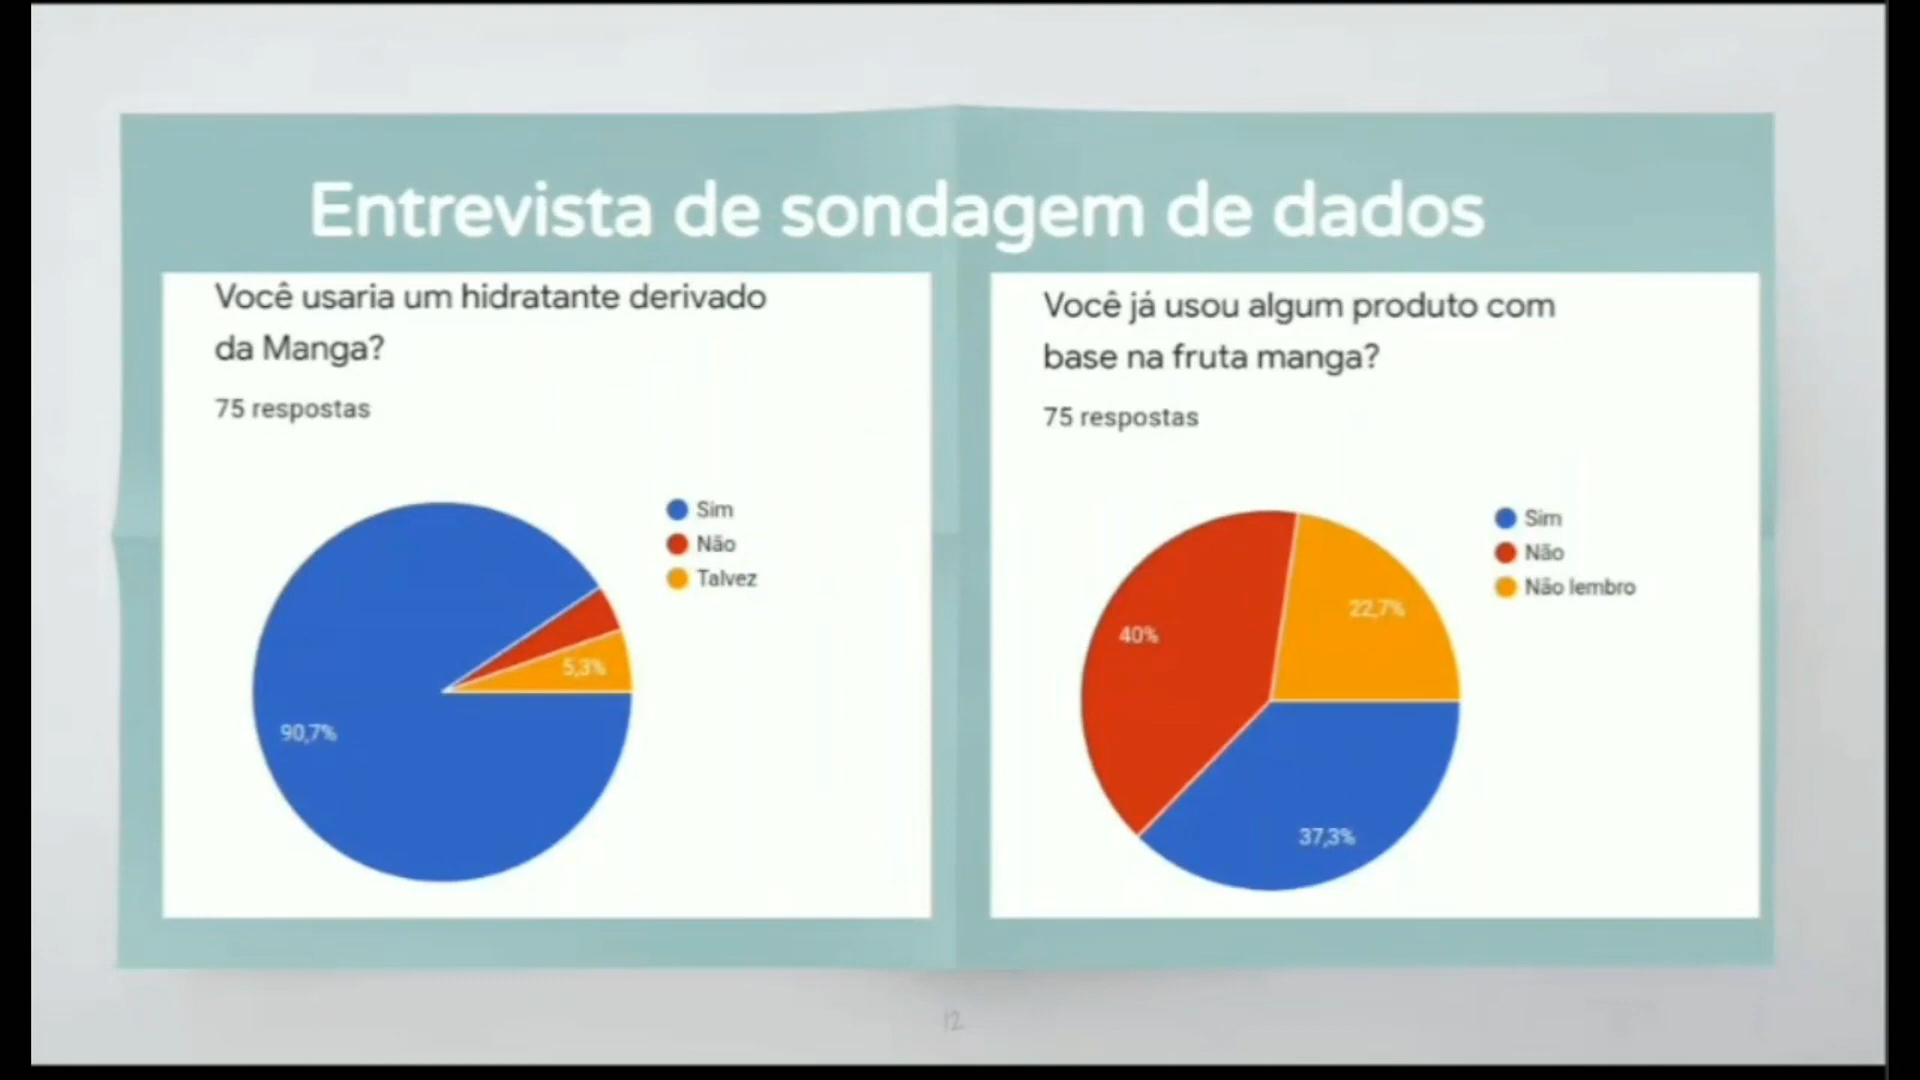 Entrevista de sondagem de dados
Você usaria um hidratante derivado
da Manga?
75 respostas
Sim
Não
Talvez
5,3%
90,7%
Você já usou algum produto com
base na fruta manga?
75 respostas
Sim
Não
Não lembro
22,7%
40%
37,3%
12